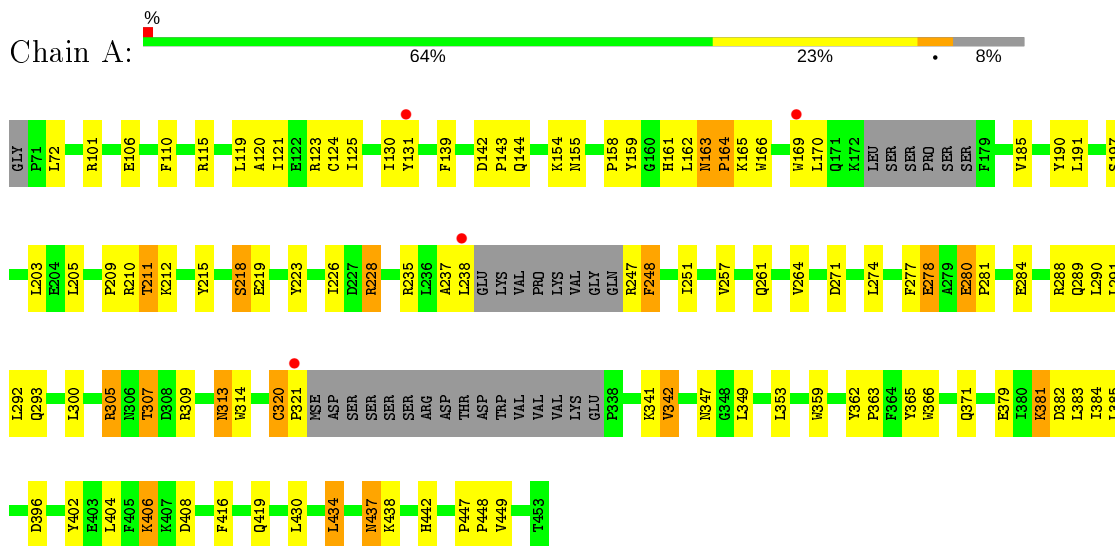 %
Chain A:
64% 23% • 8%
GLY P71 L72 R101 E106 F110 R115 L119 A120 I121 E122 R123 C124 I125 I130 Y131 F139 D142 P143 Q144 K154 N155 P158 Y159 G160 H161 L162 N163 P164 K165 W166 W169 L170 Q171 K172 LEU SER SER PRO SER SER F179 V185 Y190 L191
L203 E204 L205 P209 R210 T211 K212 Y215 S218 E219 Y223 I226 D227 R228 R235 L236 A237 L238 GLU LYS VAL PRO LYS VAL GLY GLN R247 F248 I251 V257 Q261 V264 D271 L274 F277 E278 A279 E280 P281 E284 R288 Q289 L290
L292 Q293 L300 R305 N306 T307 D308 R309 N313 W314 C320 P321 MSE ASP SER SER SER SER ARG ASP THR ASP TRP VAL VAL VAL LYS GLU P338 K341 V342 N347 G348 L349 L353 W359 Y362 P363 F364 Y365 W366 Q371 E379 I380 K381 D382 L383 I384
D396 Y402 E403 L404 F405 K406 K407 D408 F416 Q419 L430 L434 N437 K438 H442 P447 P448 V449 T453